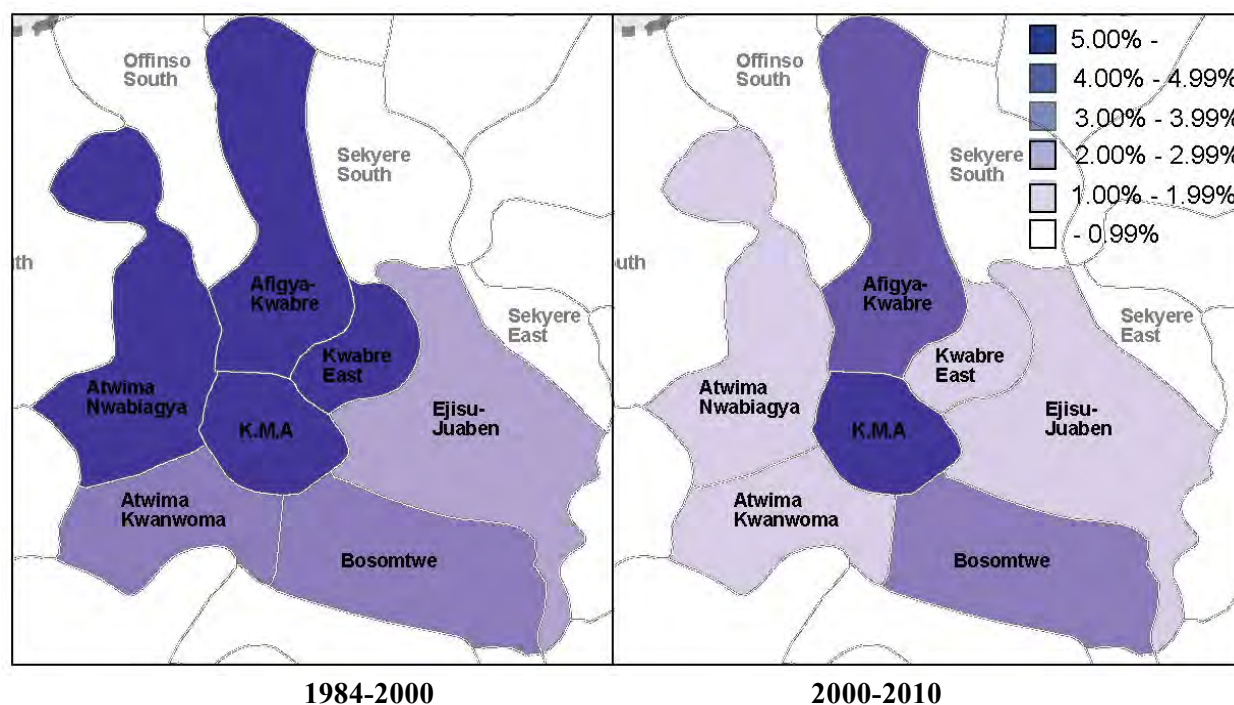 Offinso
South
Sekyere
South
Afigya-
Kwabre
uth
Sekyere
East
Kwabre
East
Atwima
Nwabiagya
Ejisu-
Juaben
K.M.A
Atwima
Kwanwoma
Bosomtwe
1984-2000
5.00% -
4.00% - 4.99%
3.00% - 3.99%
2.00% - 2.99%
1.00% - 1.99%
- 0.99%
Offinso
South
Sekyere
South
Afigya-
Kwabre
outh
Sekyere
East
Kwabre
East
Atwima
Nwabiagya
Ejisu-
Juaben
K.M.A
Atwima
Kwanwoma
Bosomtwe
2000-2010